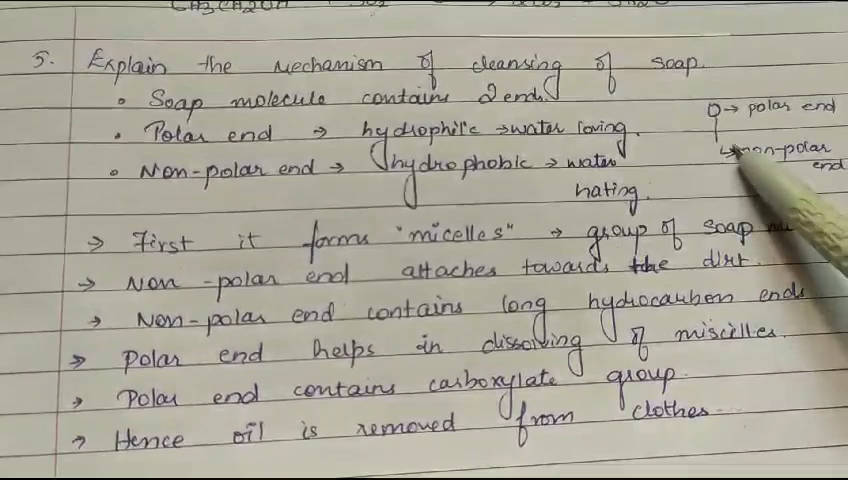 CH3CH2OH
5. Explain the mechanism of cleansing of soap.
• Soap molecule contains 2 ends.
• Polar end → hydrophilic → water loving.
• Non-polar end → hydrophobic → water
hating.
→ polar end
→ non-polar
end
→ First it forms "micelles" → group of soap
→ Non-polar end attaches towards the dirt.
→ Non-polar end contains long hydrocarbon ends
→ Polar end helps in dissolving of miscelles.
→ Polar end contains carboxylate group.
→ Hence oil is removed from clothes.